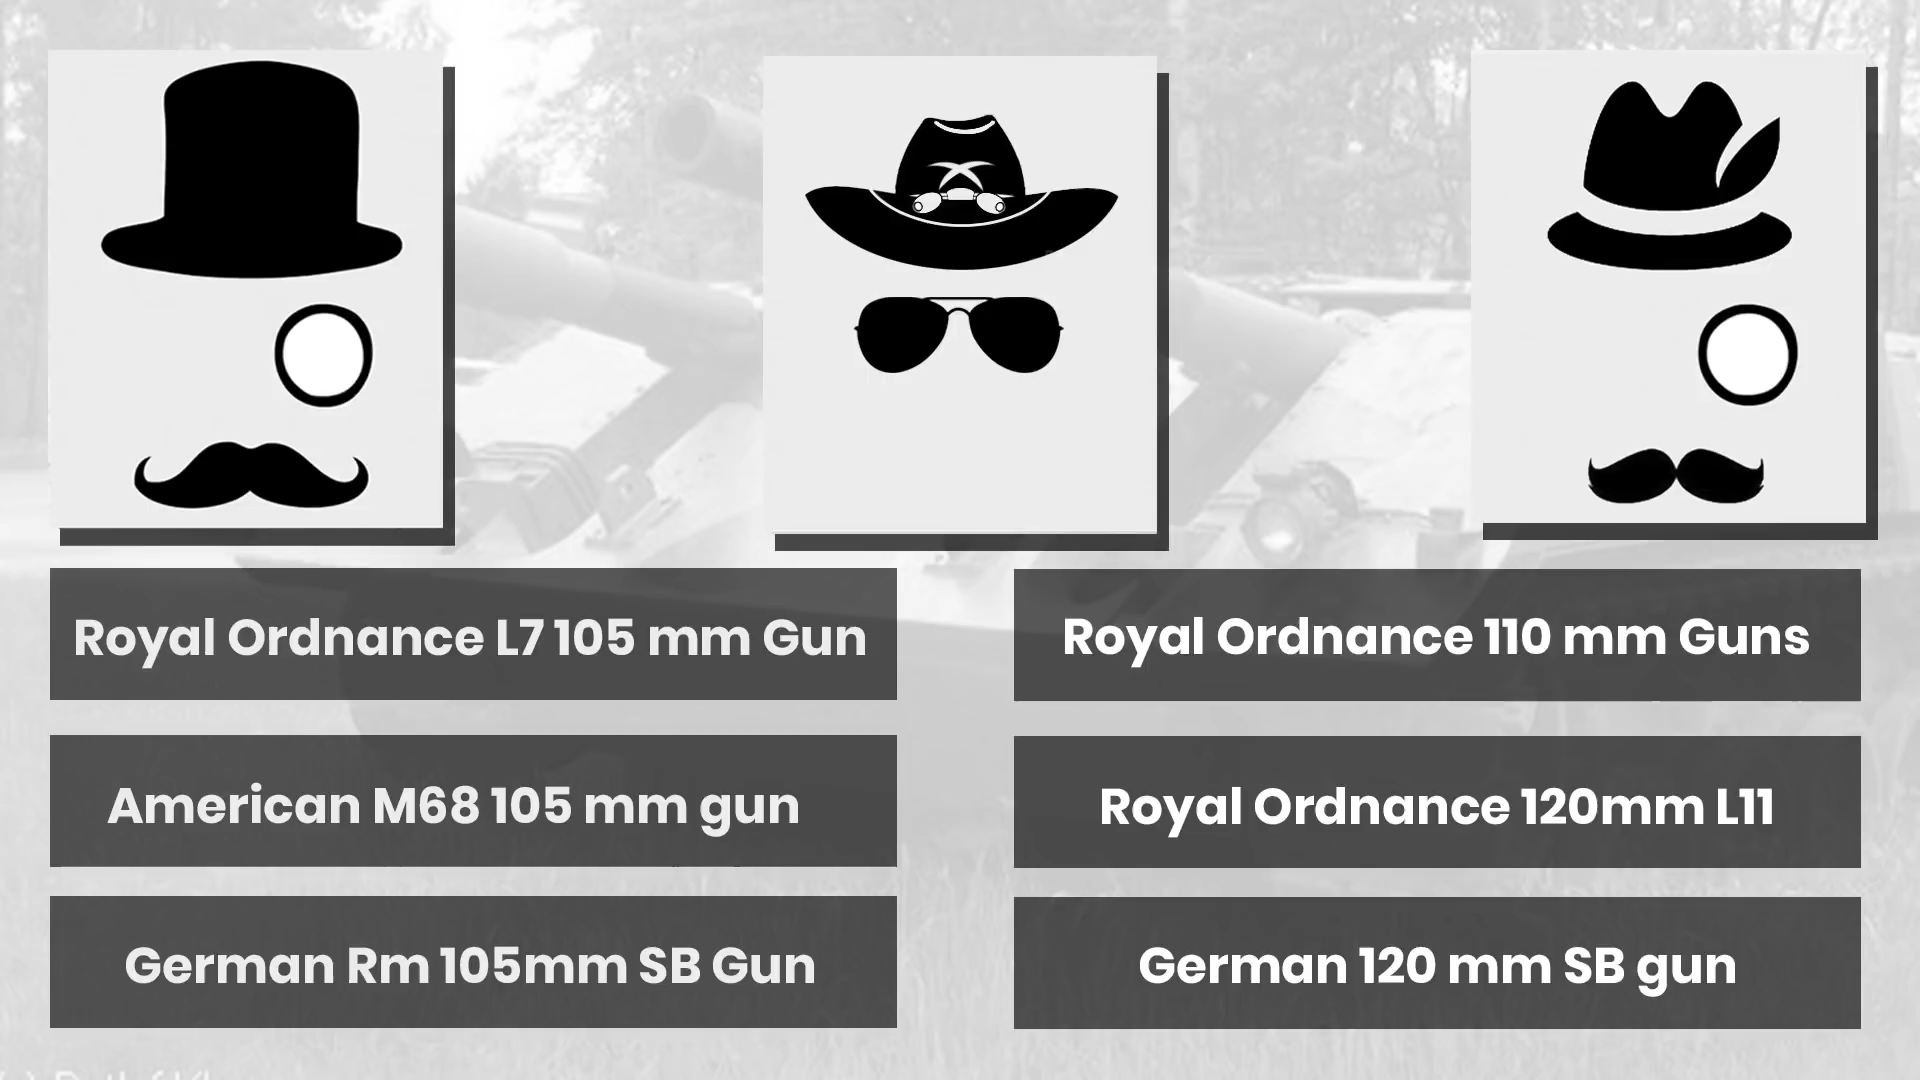 Royal Ordnance L7 105 mm Gun
American M68 105 mm gun
German Rm 105mm SB Gun
Royal Ordnance 110 mm Guns
Royal Ordnance 120mm L11
German 120 mm SB gun